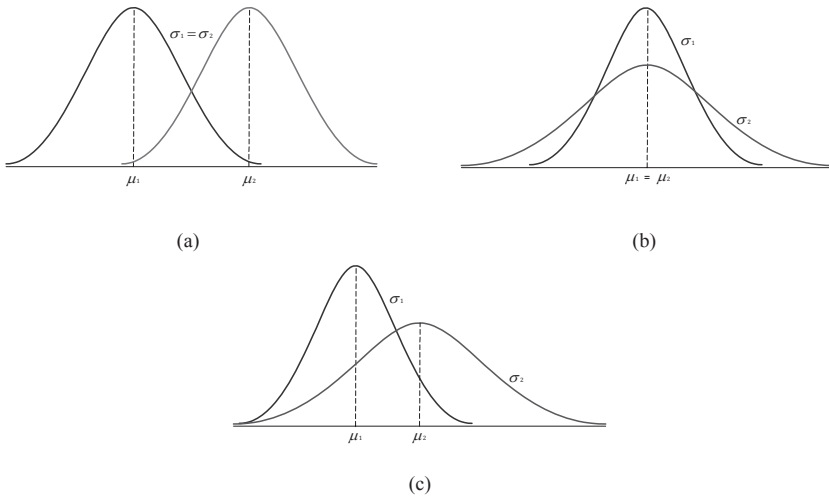 σ₁=σ₂
μ₁ μ₂
(a)
σ₁
σ₂
μ₁ = μ₂
(b)
σ₁
σ₂
μ₁ μ₂
(c)